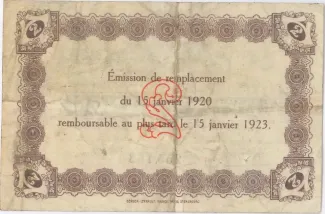 Émission de remplacement
du 15 janvier 1920
remboursable au plus tard le 15 janvier 1923.